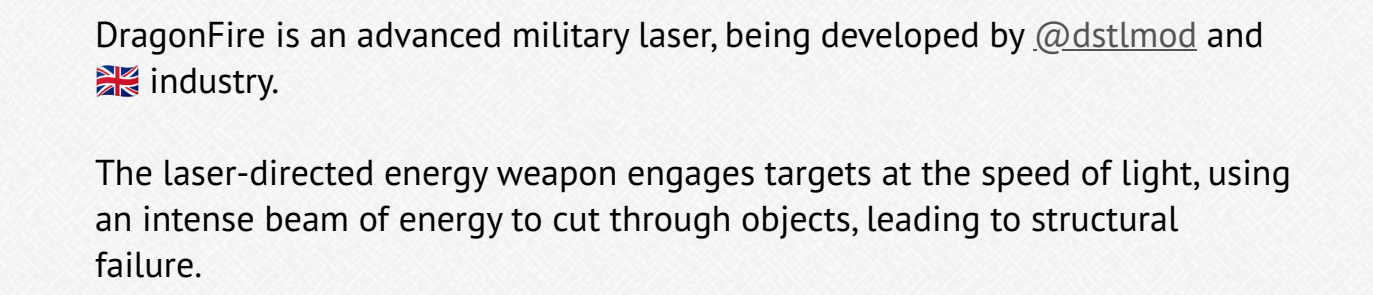 DragonFire is an advanced military laser, being developed by @dstlmod and
🇬🇧 industry.
The laser-directed energy weapon engages targets at the speed of light, using
an intense beam of energy to cut through objects, leading to structural
failure.